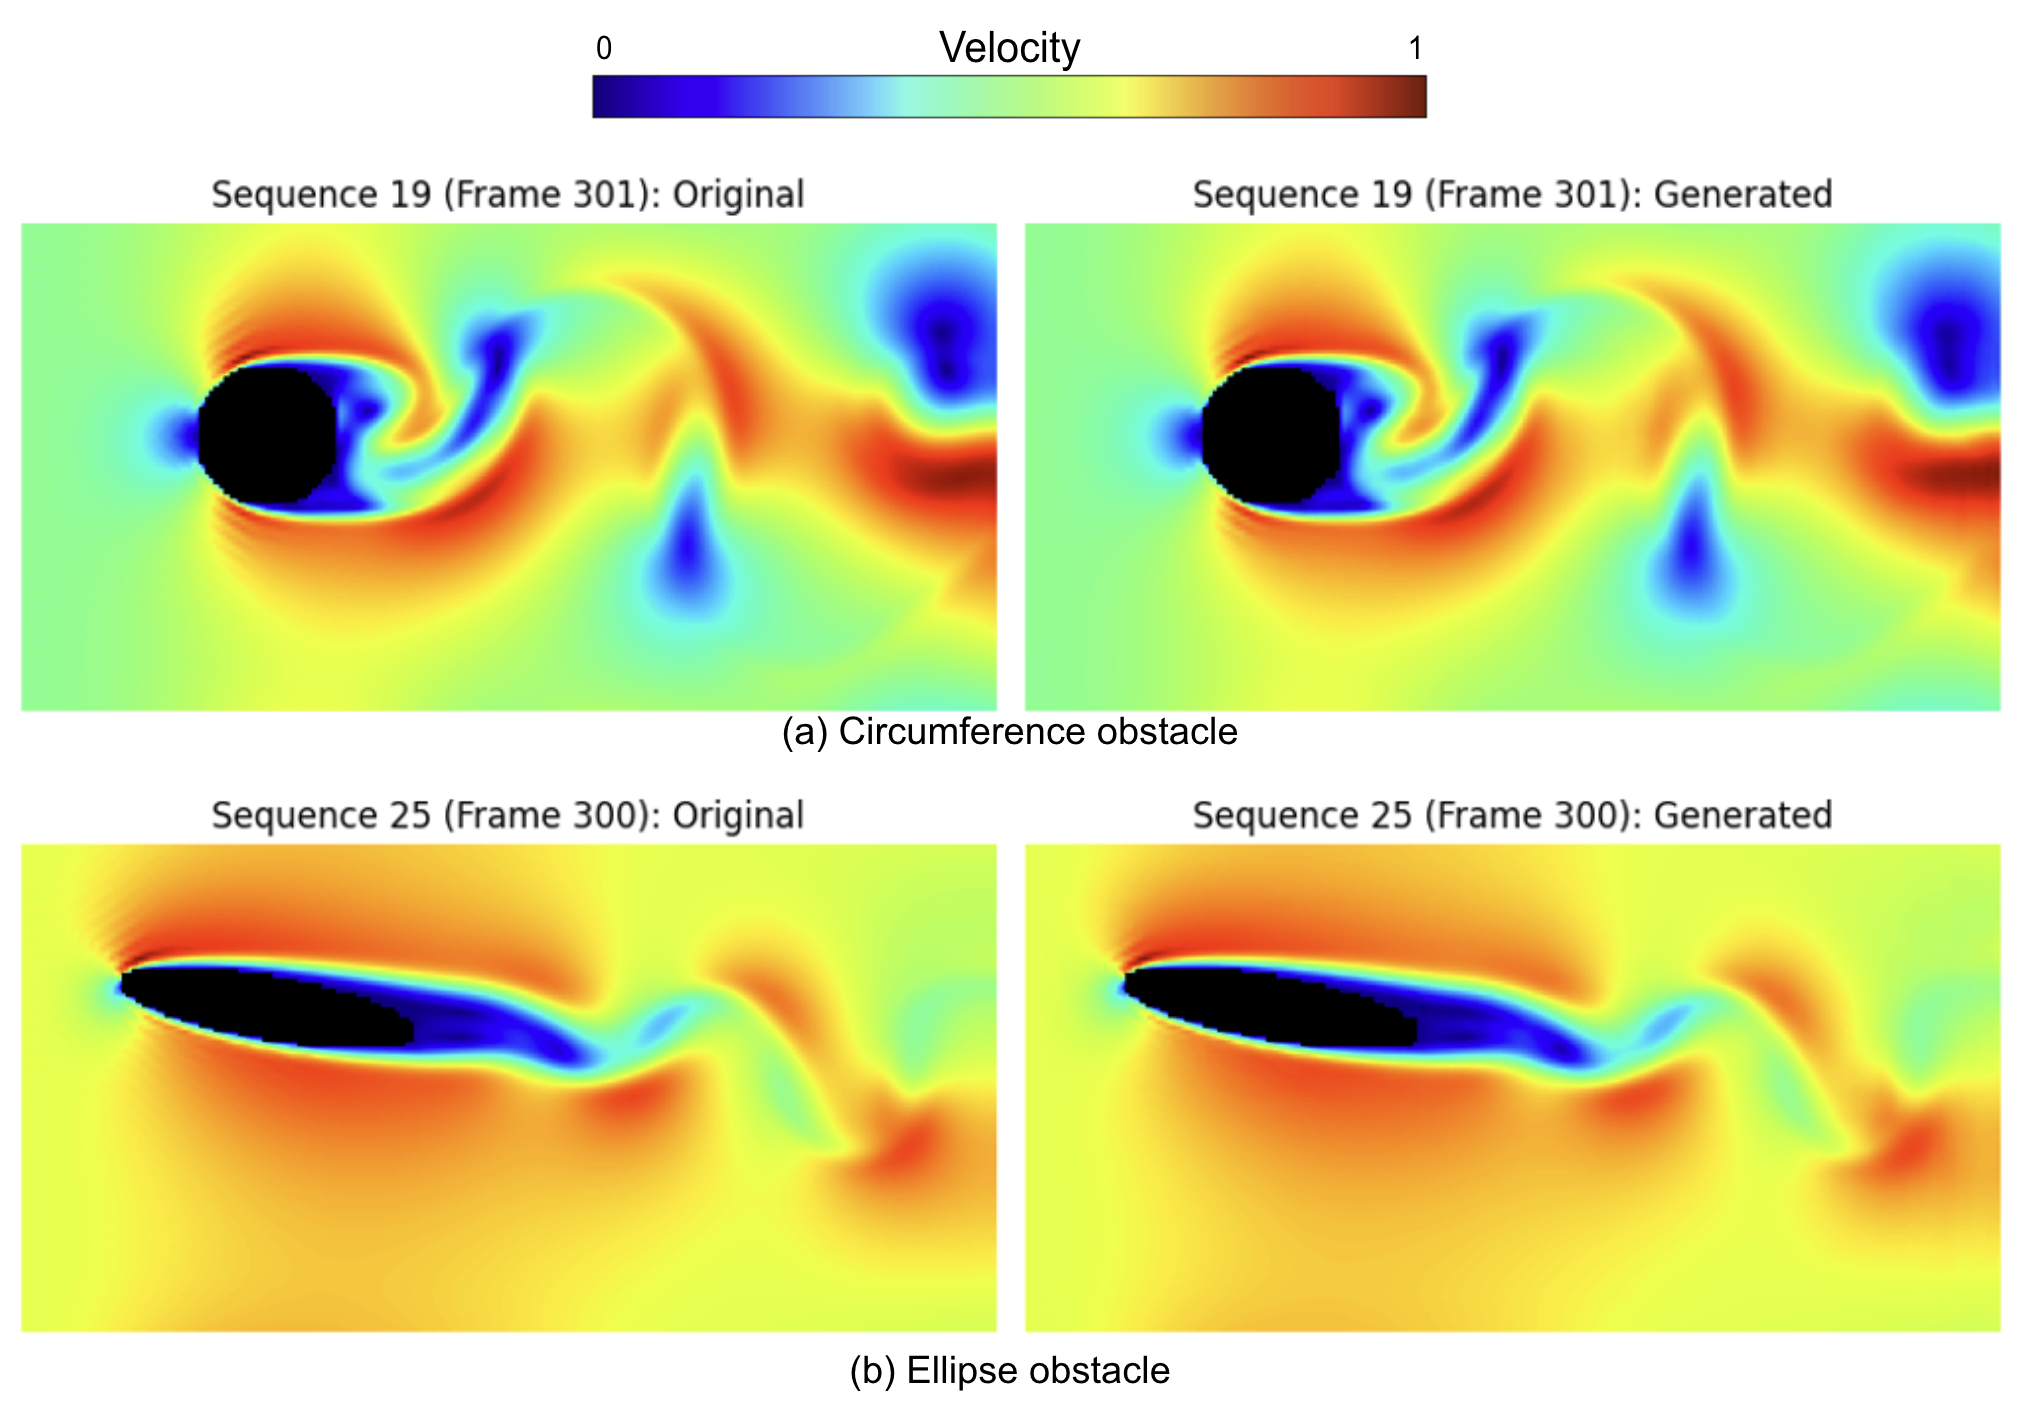 0 Velocity 1
Sequence 19 (Frame 301): Original
Sequence 19 (Frame 301): Generated
(a) Circumference obstacle
Sequence 25 (Frame 300): Original
Sequence 25 (Frame 300): Generated
(b) Ellipse obstacle